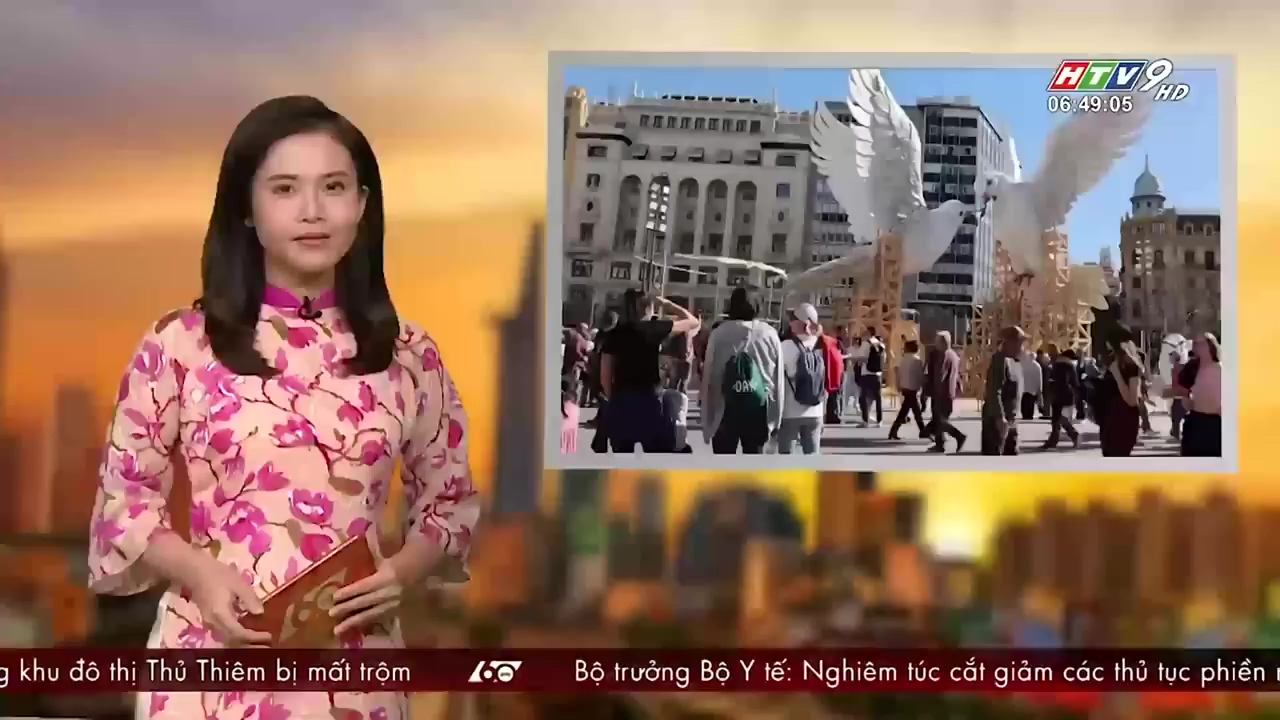 HTV9 HD
06:49:05
khu đô thị Thủ Thiêm bị mất trộm
60
Bộ trưởng Bộ Y tế: Nghiêm túc cắt giảm các thủ tục phiền